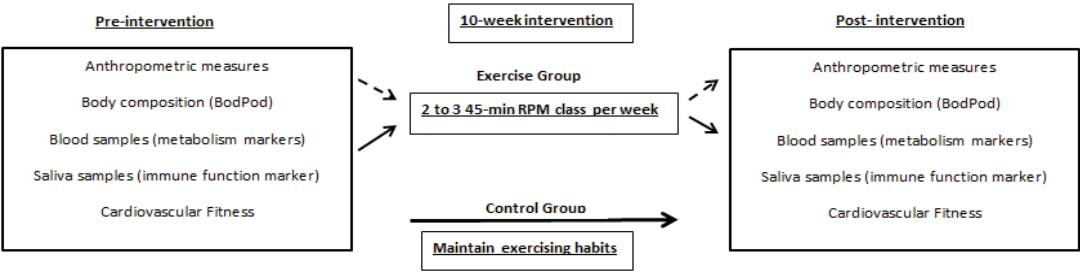 Pre-intervention
Anthropometric measures
Body composition (BodPod)
Blood samples (metabolism markers)
Saliva samples (immune function marker)
Cardiovascular Fitness
10-week intervention
Exercise Group
2 to 3 45-min RPM class per week
Control Group
Maintain exercising habits
Post- intervention
Anthropometric measures
Body composition (BodPod)
Blood samples (metabolism markers)
Saliva samples (immune function marker)
Cardiovascular Fitness